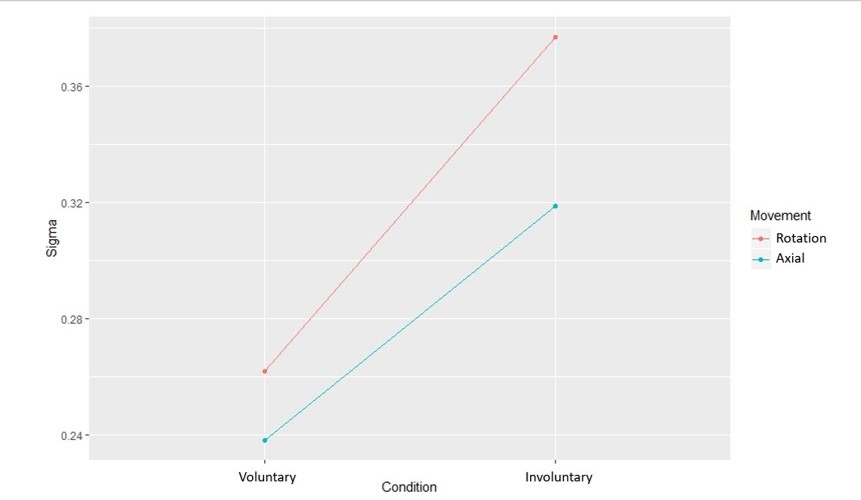 0.36
0.32
0.28
0.24
Sigma
Voluntary
Involuntary
Condition
Movement
Rotation
Axial